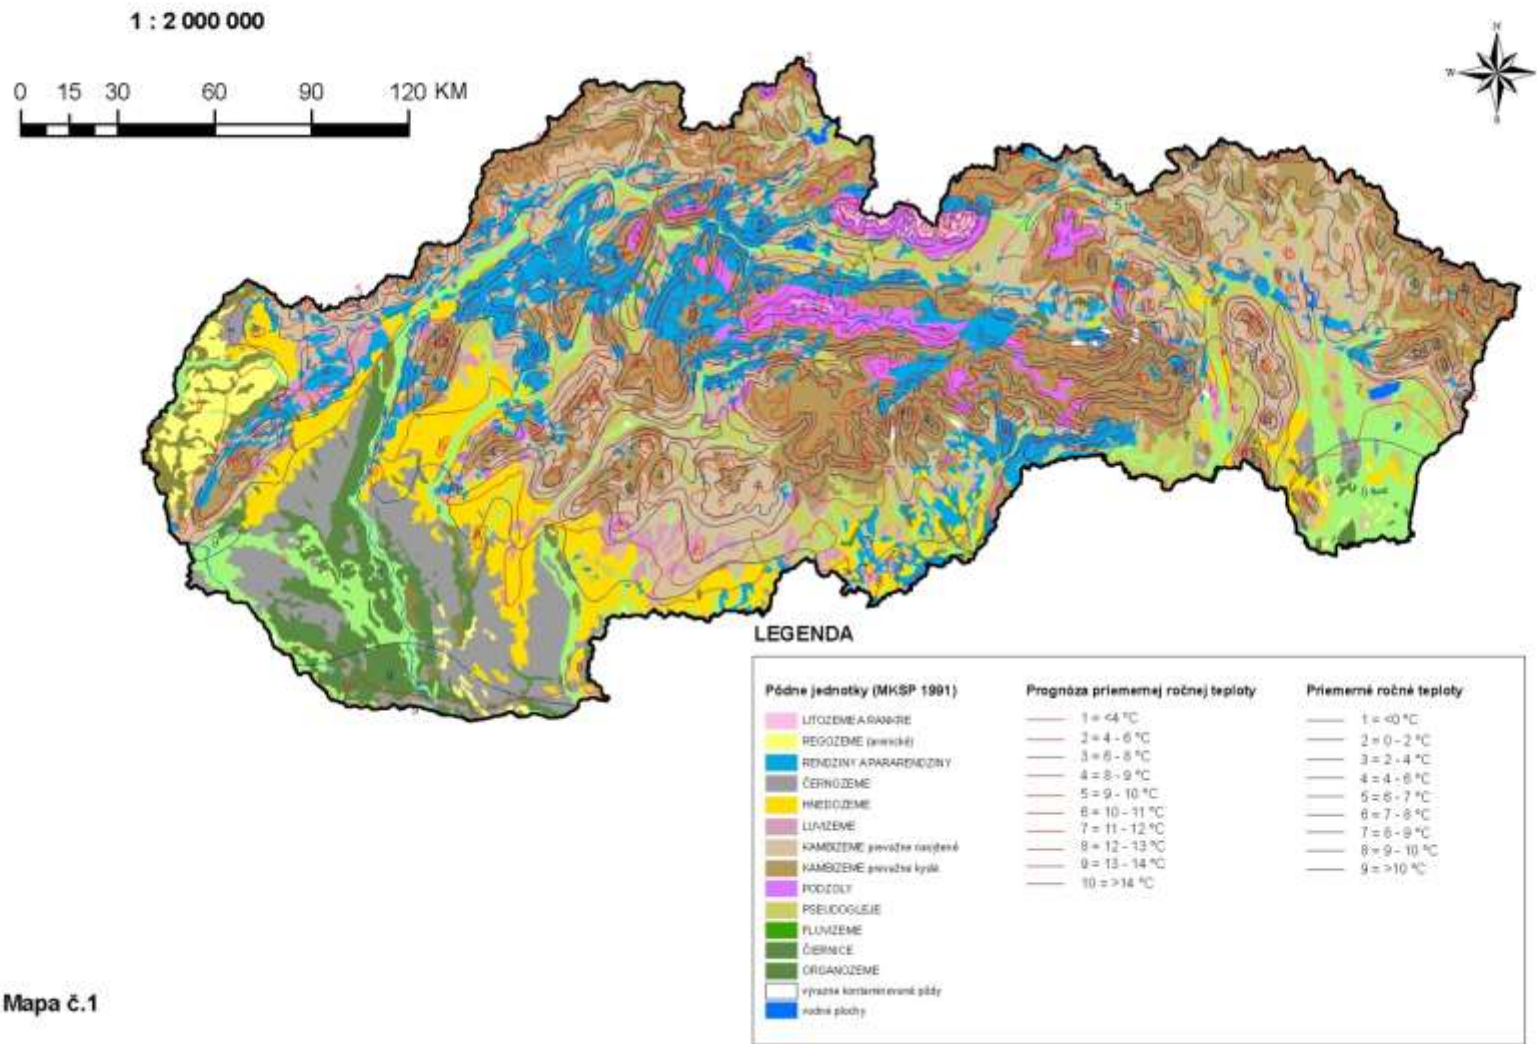 1 : 2 000 000
N
W
0 15 30 60 90 120 KM
LEGENDA
Pôdne jednotky (MKSP 1991)
LITOZEME A RANKRE
REGOZEME (arenické)
RENDZINY A PARARENDZINY
ČERNOZEME
HNEDOZEME
LUVIZEME
KAMBIZEME prevažne nasýtené
KAMBIZEME prevažne kyslé
PODZOLY
PSEUDOGLEJE
FLUVIZEME
ČIERNICE
ORGANOZEME
výrazne kontaminované pôdy
vodné plochy
Prognóza priemernej ročnej teploty
1 = <4 °C
2 = 4 - 6 °C
3 = 6 - 8 °C
4 = 8 - 9 °C
5 = 9 - 10 °C
6 = 10 - 11 °C
7 = 11 - 12 °C
8 = 12 - 13 °C
9 = 13 - 14 °C
10 = >14 °C
Priemerné ročné teploty
1 = <0 °C
2 = 0 - 2 °C
3 = 2 - 4 °C
4 = 4 - 6 °C
5 = 6 - 7 °C
6 = 7 - 8 °C
7 = 8 - 9 °C
8 = 9 - 10 °C
9 = >10 °C
Mapa č.1